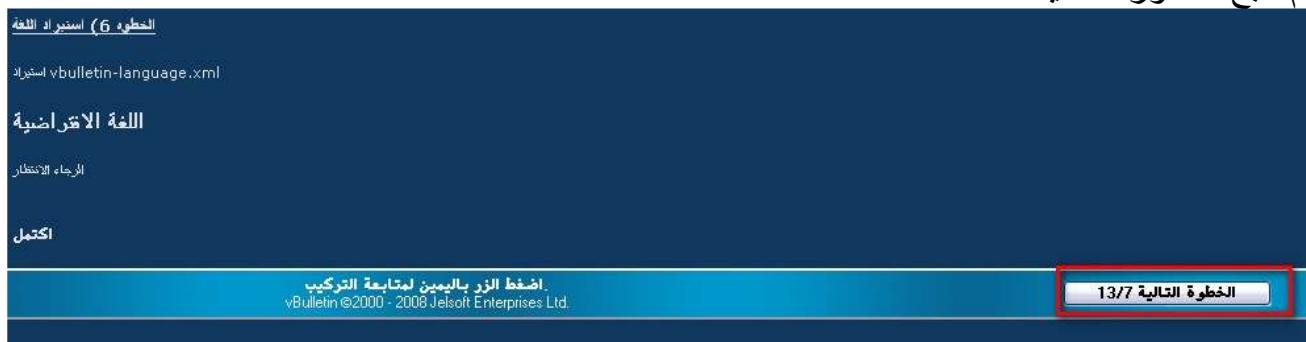 الخطوه 6) استيراد اللغة
استيراد vbulletin-language.xml
اللغة الافتراضية
الرجاء الانتظار
اكتمل
اضغط الزر باليمين لمتابعة التركيب.
vBulletin ©2000 - 2008 Jelsoft Enterprises Ltd.
الخطوة التالية 13/7